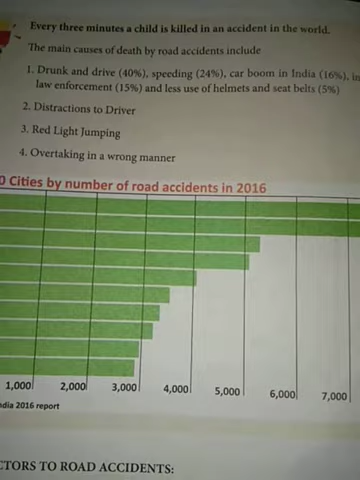 Every three minutes a child is killed in an accident in the world.
The main causes of death by road accidents include
1. Drunk and drive (40%), speeding (24%), car boom in India (16%), in
law enforcement (15%) and less use of helmets and seat belts (5%)
2. Distractions to Driver
3. Red Light Jumping
4. Overtaking in a wrong manner
0 Cities by number of road accidents in 2016
1,000 2,000 3,000 4,000 5,000 6,000 7,000
ndia 2016 report
CTORS TO ROAD ACCIDENTS: